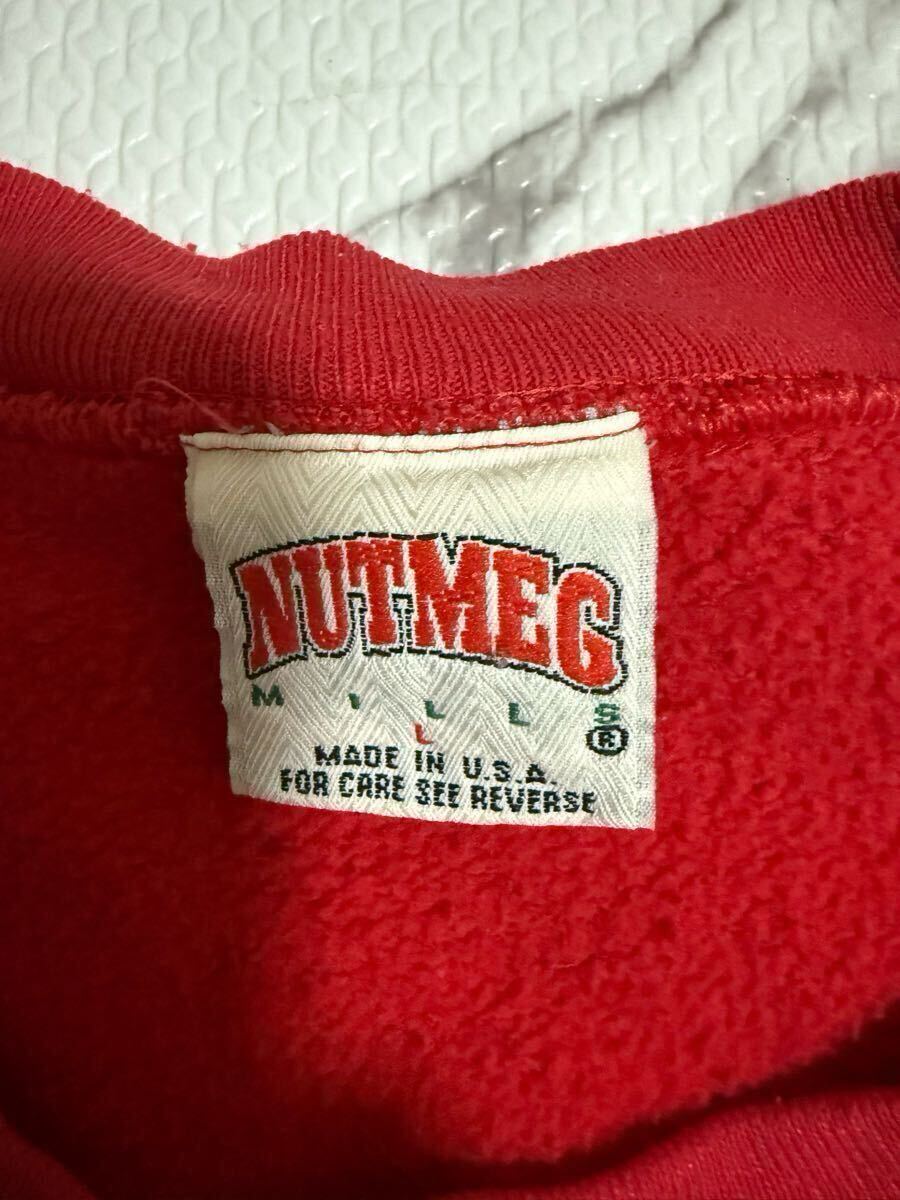 NUTMEG
MILLS
®
L
MADE IN U.S.A.
FOR CARE SEE REVERSE